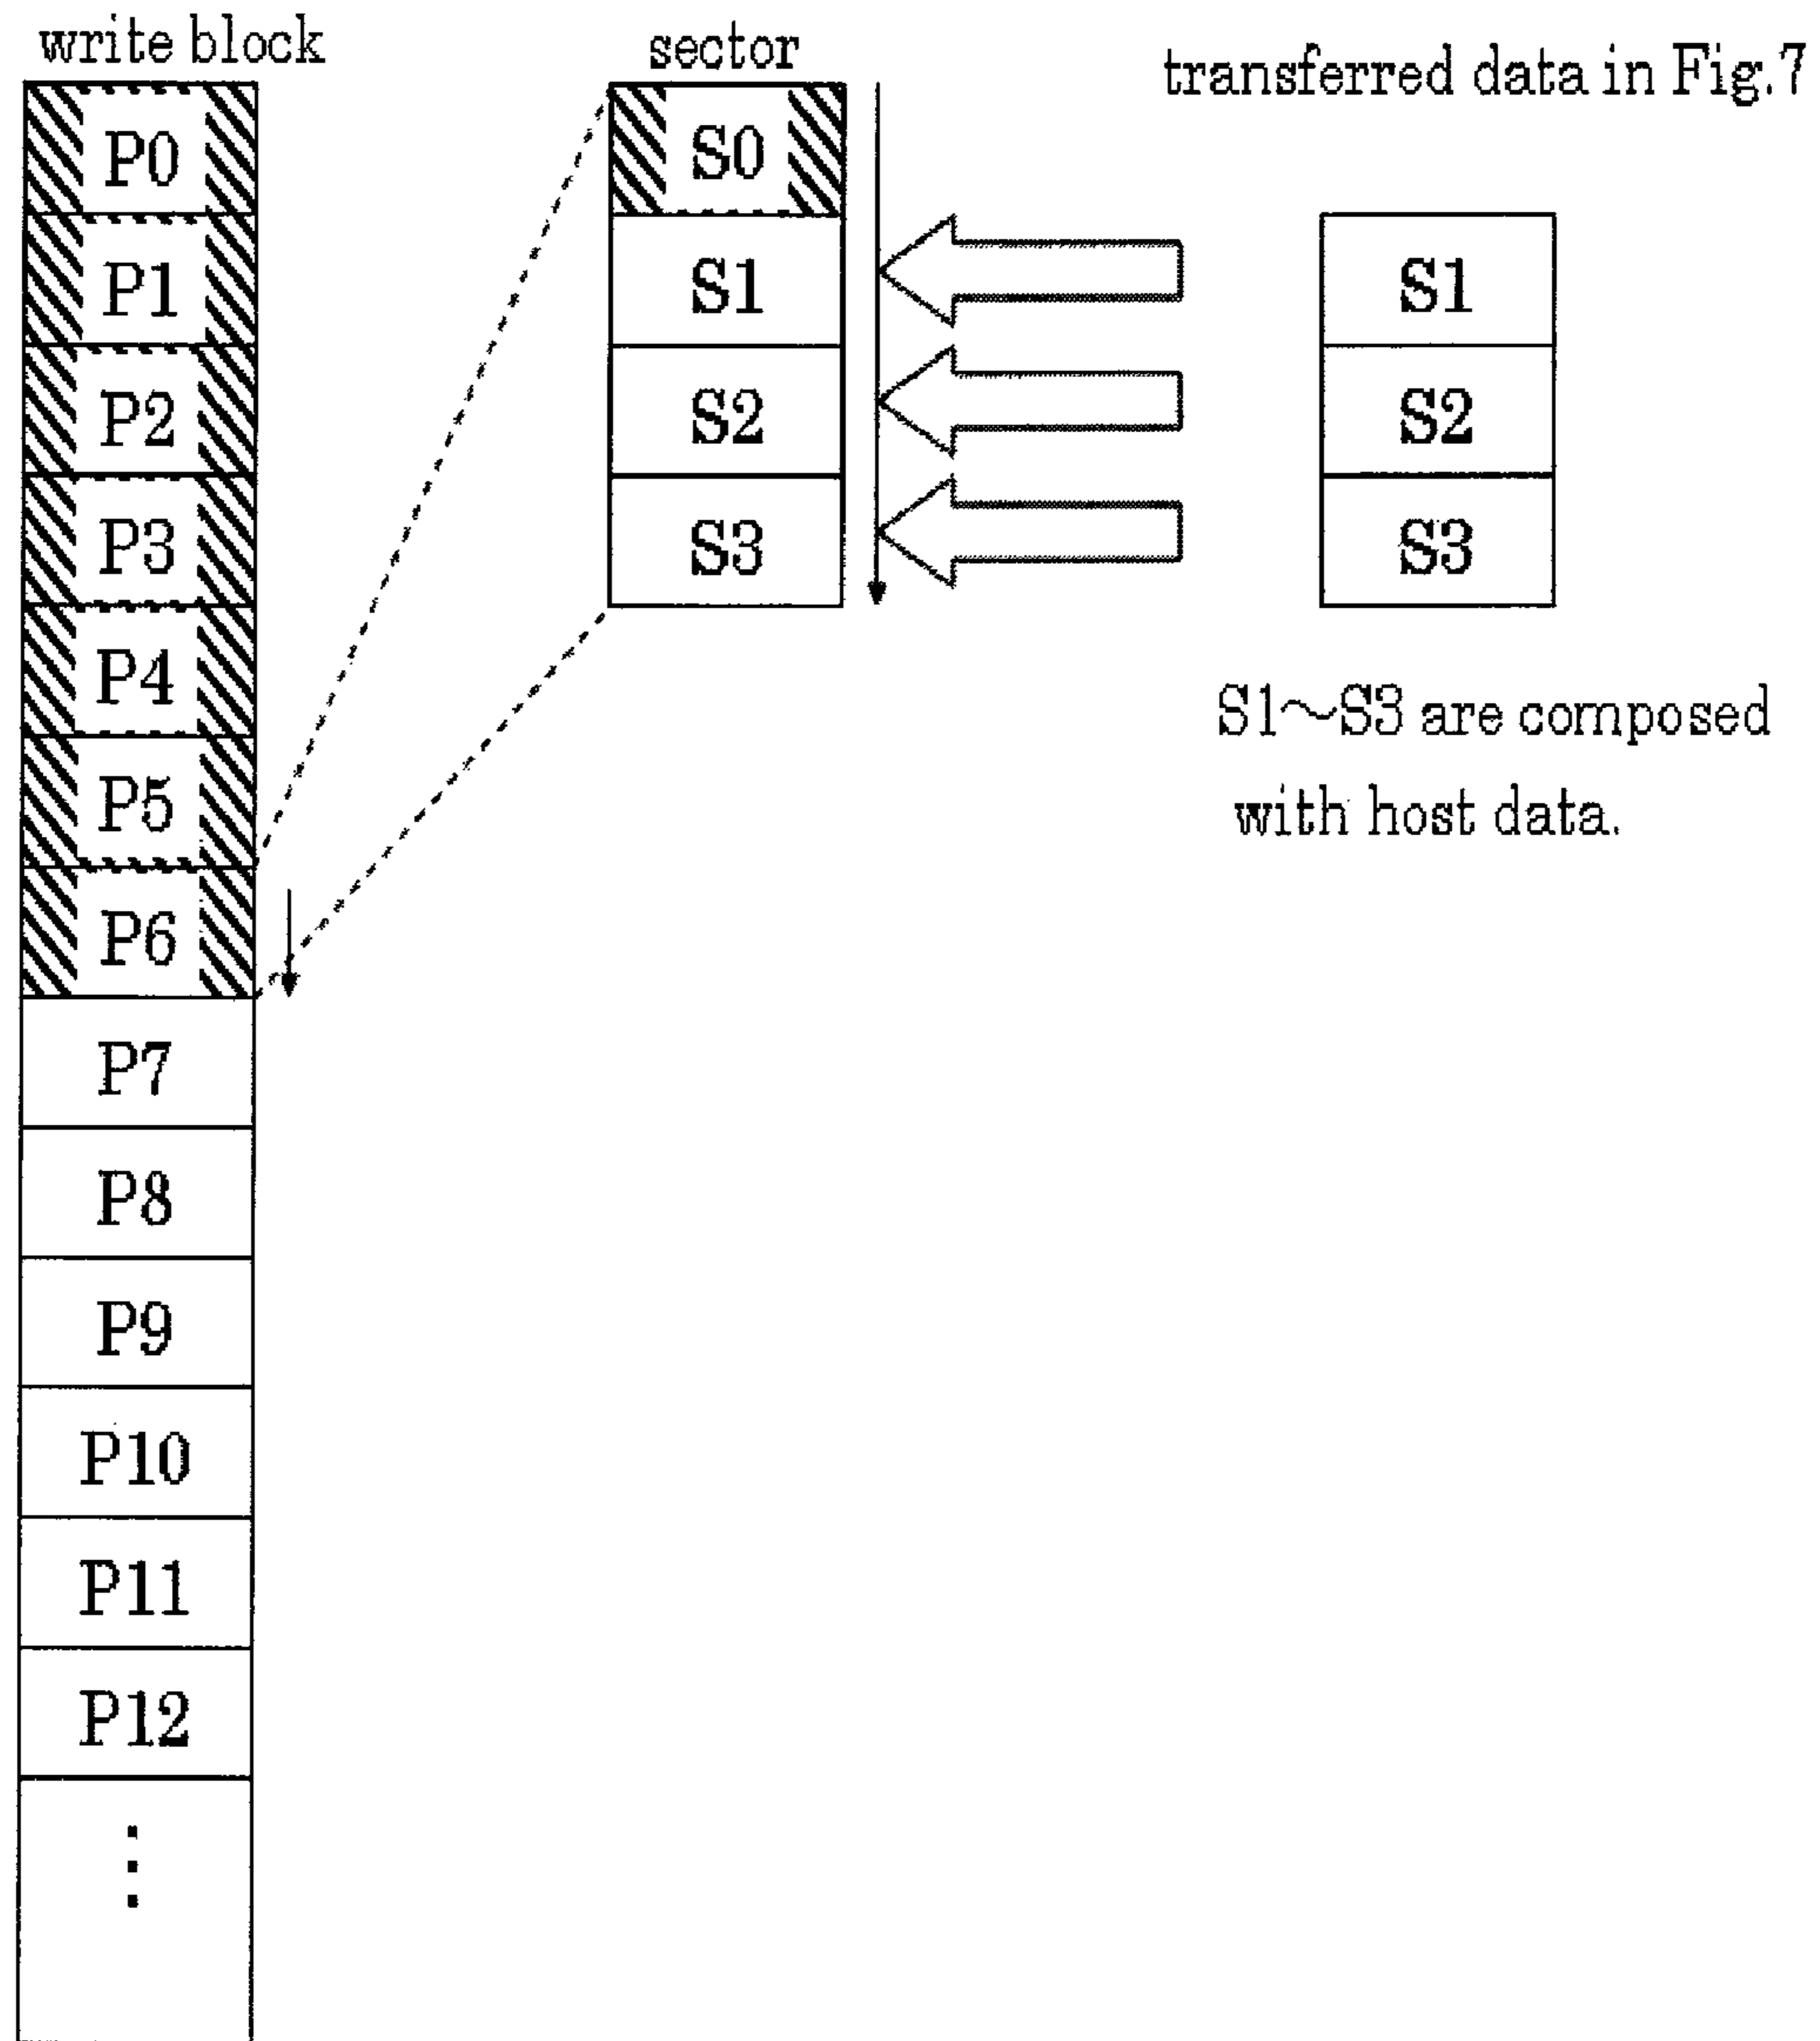 write block
sector
transferred data in Fig.7
P0
P1
P2
P3
P4
P5
P6
P7
P8
P9
P10
P11
P12
⋮
S0
S1
S2
S3
S1
S2
S3
S1～S3 are composed
with host data.